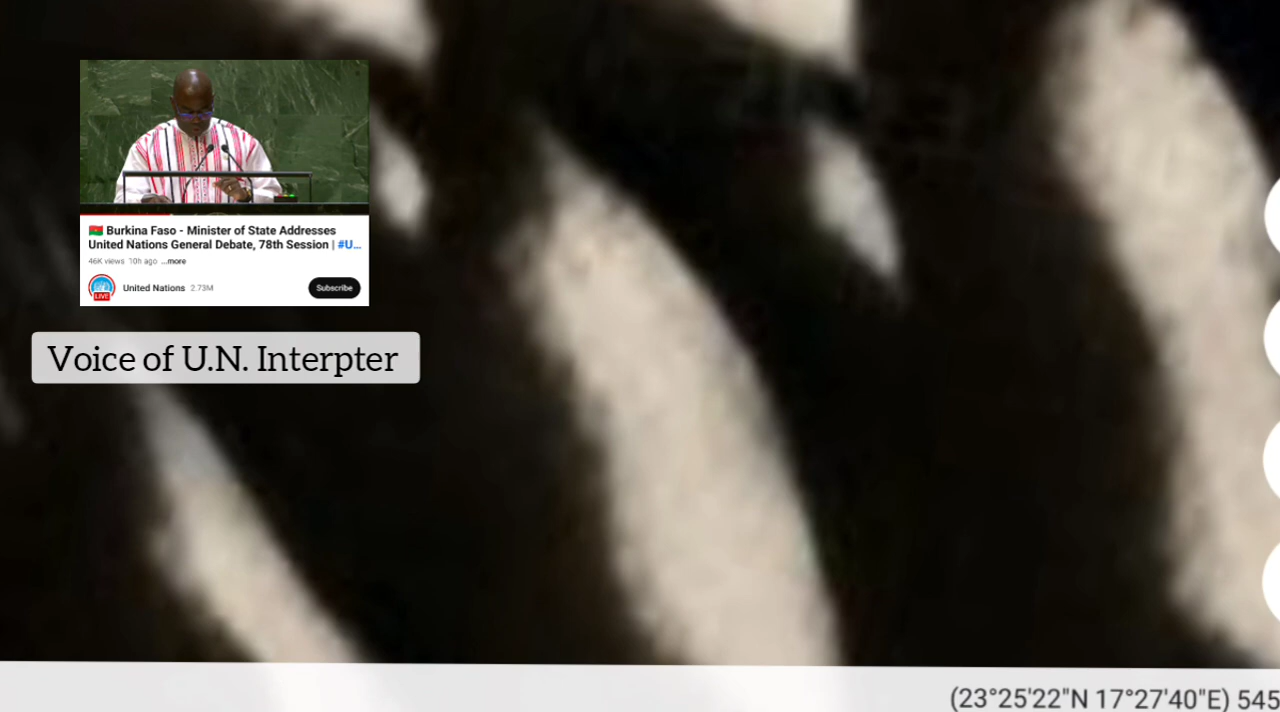 Burkina Faso - Minister of State Addresses
United Nations General Debate, 78th Session | #U...
46K views 10h ago ...more
LIVE
United Nations 2.73M
Subscribe
Voice of U.N. Interpter
(23°25'22"N 17°27'40"E) 545